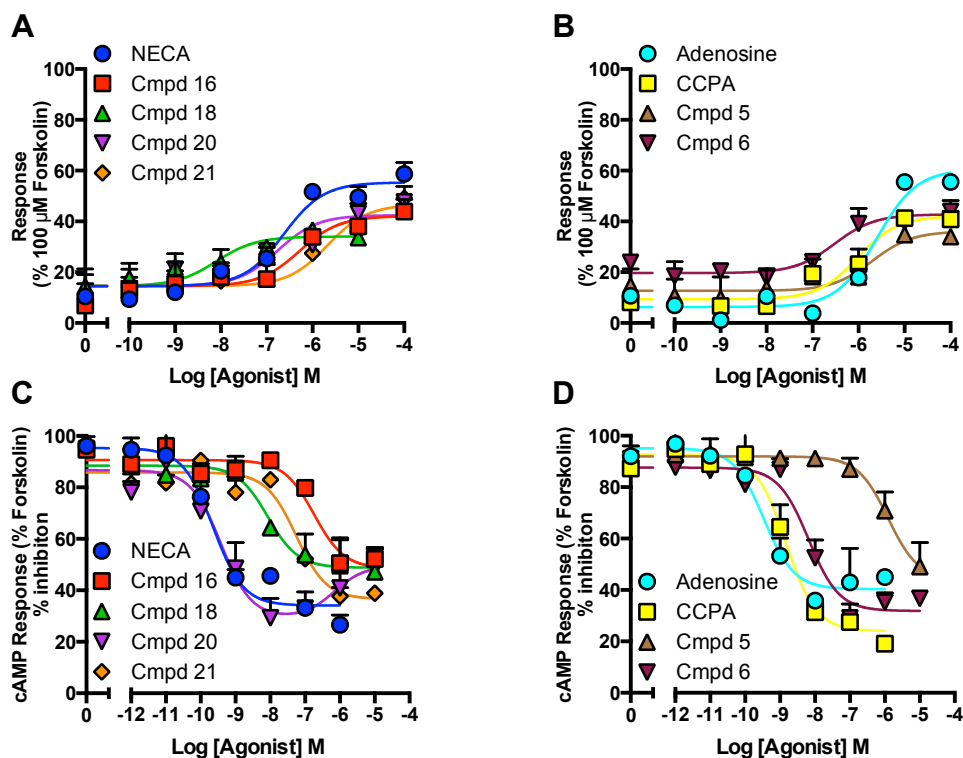 A
NECA
Cmpd 16
Cmpd 18
Cmpd 20
Cmpd 21
Response
(% 100 µM Forskolin)
100
80
60
40
20
0
0 -10 -9 -8 -7 -6 -5 -4
Log [Agonist] M
B
Adenosine
CCPA
Cmpd 5
Cmpd 6
Response
(% 100 µM Forskolin)
100
80
60
40
20
0
0 -10 -9 -8 -7 -6 -5 -4
Log [Agonist] M
C
cAMP Response (% Forskolin)
% inhibiton
100
80
60
40
20
0
NECA
Cmpd 16
Cmpd 18
Cmpd 20
Cmpd 21
0 -12 -11 -10 -9 -8 -7 -6 -5 -4
Log [Agonist] M
D
cAMP Response (% Forskolin)
% inhibiton
100
80
60
40
20
0
Adenosine
CCPA
Cmpd 5
Cmpd 6
0 -12 -11 -10 -9 -8 -7 -6 -5 -4
Log [Agonist] M